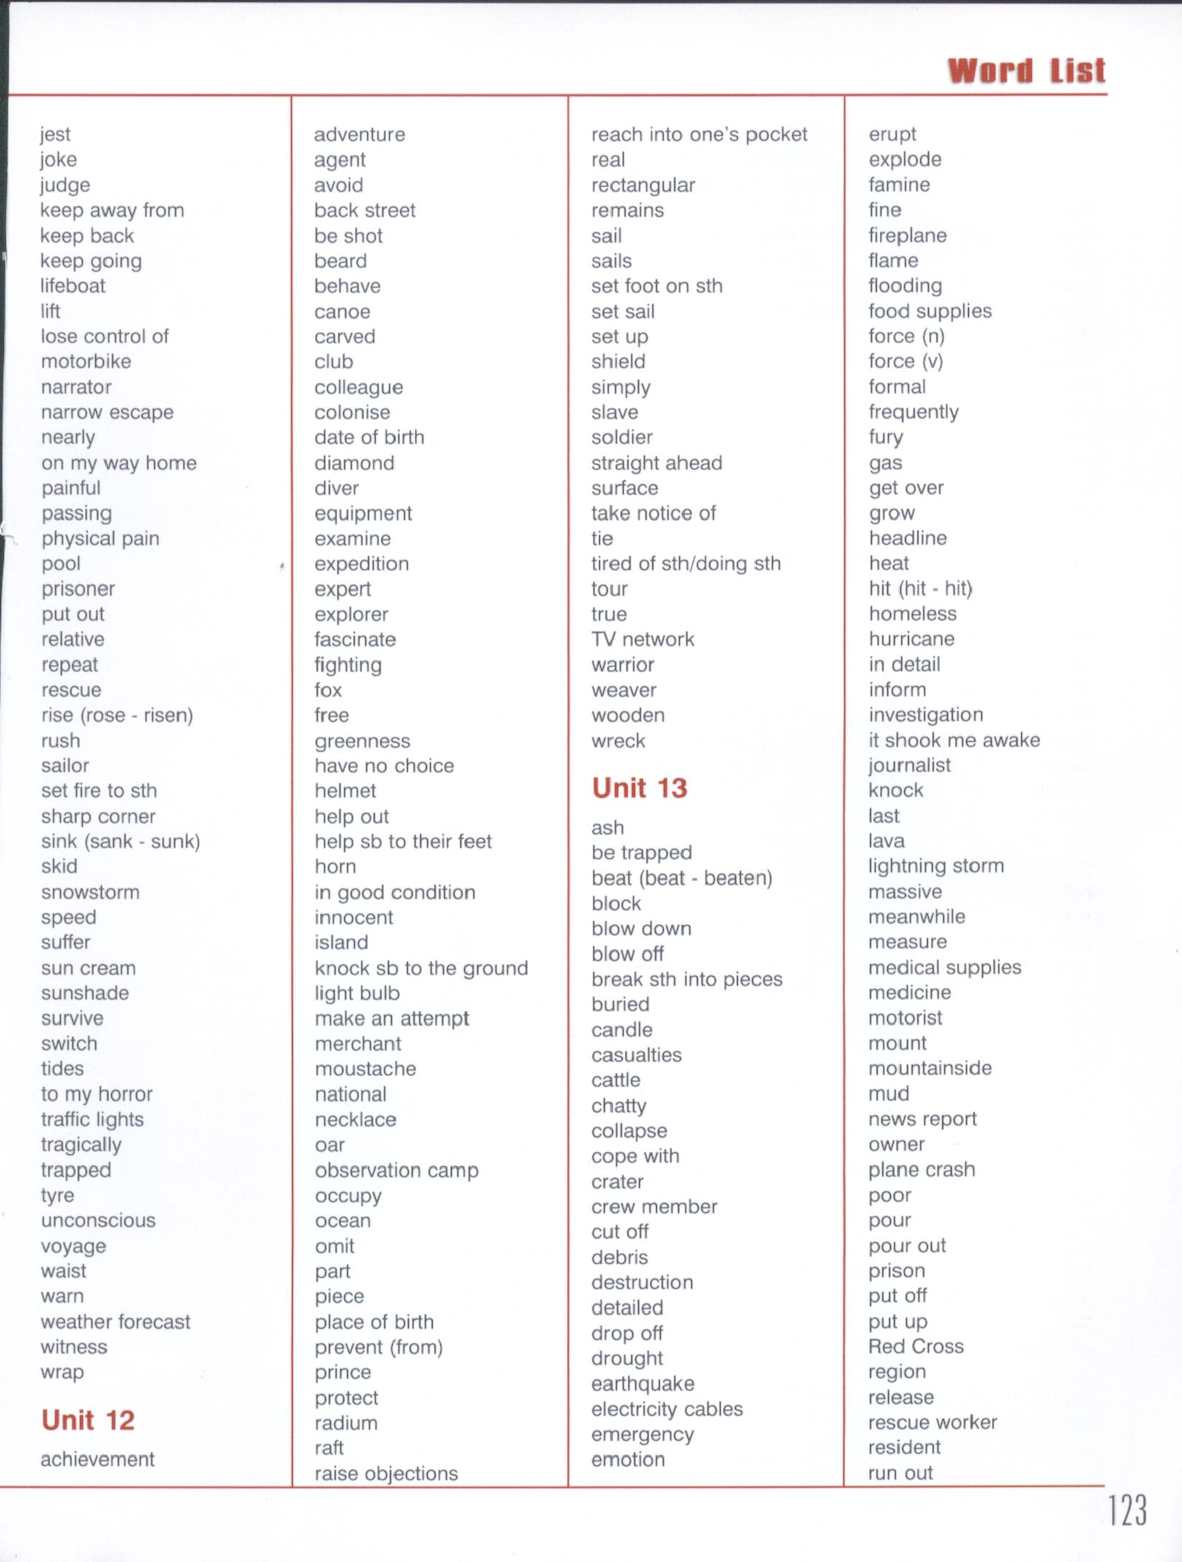 Word List
jest
joke
judge
keep away from
keep back
keep going
lifeboat
lift
lose control of
motorbike
narrator
narrow escape
nearly
on my way home
painful
passing
physical pain
pool
prisoner
put out
relative
repeat
rescue
rise (rose - risen)
rush
sailor
set fire to sth
sharp corner
sink (sank - sunk)
skid
snowstorm
speed
suffer
sun cream
sunshade
survive
switch
tides
to my horror
traffic lights
tragically
trapped
tyre
unconscious
voyage
waist
warn
weather forecast
witness
wrap
Unit 12
achievement
adventure
agent
avoid
back street
be shot
beard
behave
canoe
carved
club
colleague
colonise
date of birth
diamond
diver
equipment
examine
expedition
expert
explorer
fascinate
fighting
fox
free
greenness
have no choice
helmet
help out
help sb to their feet
horn
in good condition
innocent
island
knock sb to the ground
light bulb
make an attempt
merchant
moustache
national
necklace
oar
observation camp
occupy
ocean
omit
part
piece
place of birth
prevent (from)
prince
protect
radium
raft
raise objections
reach into one's pocket
real
rectangular
remains
sail
sails
set foot on sth
set sail
set up
shield
simply
slave
soldier
straight ahead
surface
take notice of
tie
tired of sth/doing sth
tour
true
TV network
warrior
weaver
wooden
wreck
Unit 13
ash
be trapped
beat (beat - beaten)
block
blow down
blow off
break sth into pieces
buried
candle
casualties
cattle
chatty
collapse
cope with
crater
crew member
cut off
debris
destruction
detailed
drop off
drought
earthquake
electricity cables
emergency
emotion
erupt
explode
famine
fine
fireplane
flame
flooding
food supplies
force (n)
force (v)
formal
frequently
fury
gas
get over
grow
headline
heat
hit (hit - hit)
homeless
hurricane
in detail
inform
investigation
it shook me awake
journalist
knock
last
lava
lightning storm
massive
meanwhile
measure
medical supplies
medicine
motorist
mount
mountainside
mud
news report
owner
plane crash
poor
pour
pour out
prison
put off
put up
Red Cross
region
release
rescue worker
resident
run out
123